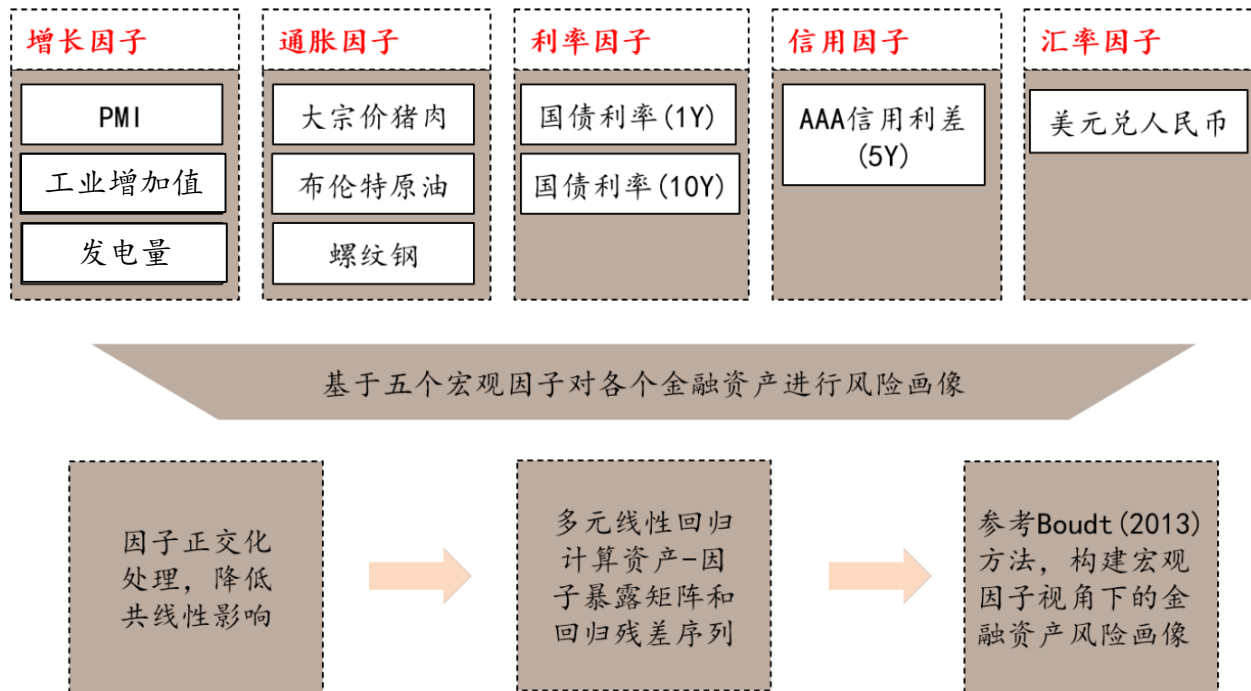 增长因子
PMI
工业增加值
发电量
通胀因子
大宗价猪肉
布伦特原油
螺纹钢
利率因子
国债利率(1Y)
国债利率(10Y)
信用因子
AAA信用利差
(5Y)
汇率因子
美元兑人民币
基于五个宏观因子对各个金融资产进行风险画像
因子正交化
处理，降低
共线性影响
多元线性回归
计算资产-因
子暴露矩阵和
回归残差序列
参考Boudt(2013)
方法，构建宏观
因子视角下的金
融资产风险画像